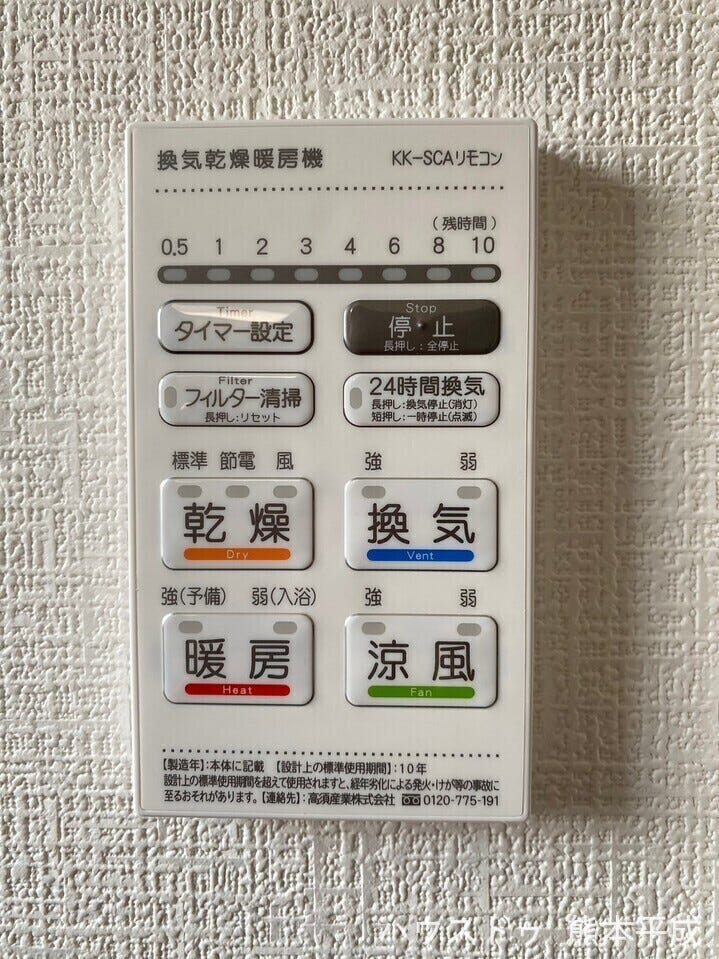 換気乾燥暖房機 KK-SCAリモコン
(残時間)
0.5 1 2 3 4 6 8 10
Timer
タイマー設定
Stop
停・止
長押し:全停止
Filter
フィルター清掃
長押し:リセット
24時間換気
長押し:換気停止(消灯)
短押し:一時停止(点滅)
標準 節電 風
乾燥
Dry
強 弱
換気
Vent
強(予備) 弱(入浴)
暖房
Heat
強 弱
涼風
Fan
【製造年】:本体に記載 【設計上の標準使用期間】:10年
設計上の標準使用期間を超えて使用されますと、経年劣化による発火・けが等の事故に
至るおそれがあります。【連絡先】:高須産業株式会社 0120-775-191
ハウスドゥ 熊本平成